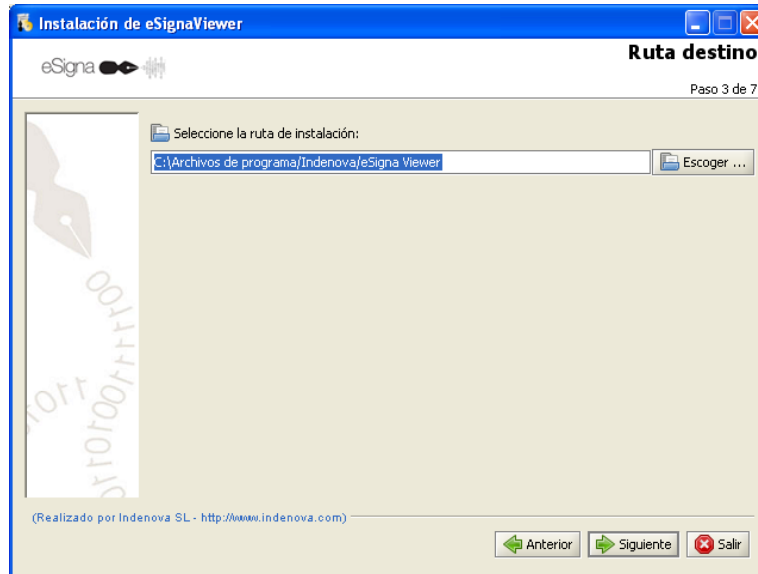 Instalación de eSignaViewer
eSigna
Ruta destino
Paso 3 de 7
Seleccione la ruta de instalación:
C:\Archivos de programa/Indenova/eSigna Viewer
Escoger ...
(Realizado por Indenova SL - http://www.indenova.com)
Anterior
Siguiente
Salir